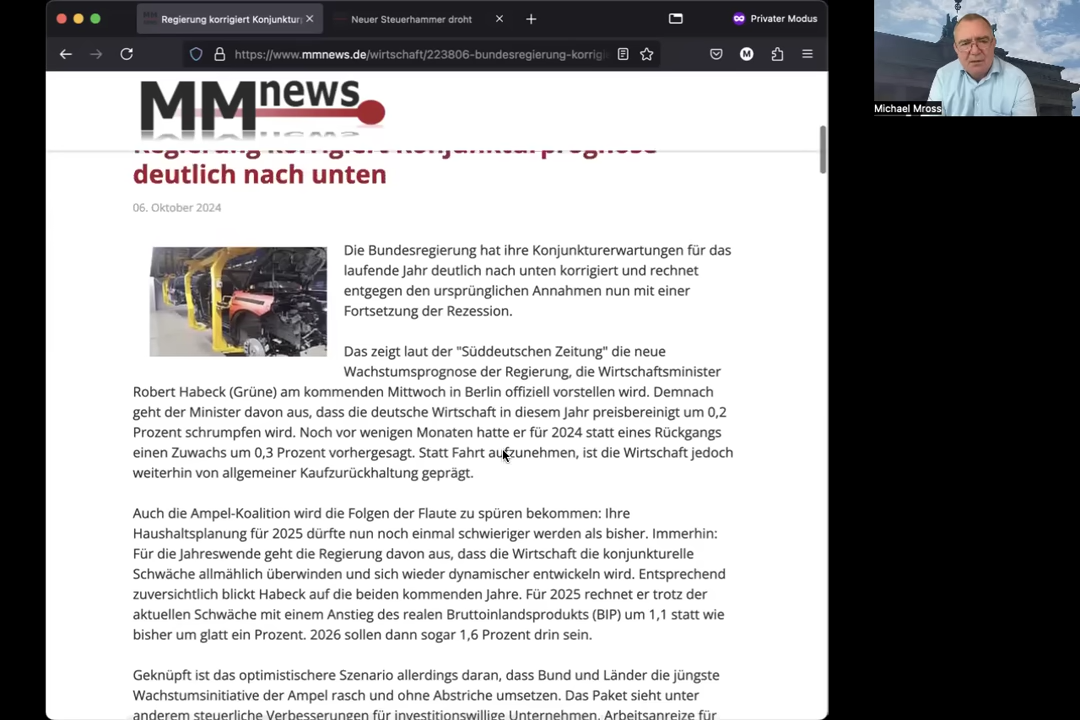 Regierung korrigiert Konjunktur
Neuer Steuerhammer droht
Privater Modus
https://www.mmnews.de/wirtschaft/223806-bundesregierung-korrigi
M
Michael Mross
MMnews
Regierung korrigiert Konjunkturprognose
deutlich nach unten
06. Oktober 2024
Die Bundesregierung hat ihre Konjunkturerwartungen für das
laufende Jahr deutlich nach unten korrigiert und rechnet
entgegen den ursprünglichen Annahmen nun mit einer
Fortsetzung der Rezession.
Das zeigt laut der "Süddeutschen Zeitung" die neue
Wachstumsprognose der Regierung, die Wirtschaftsminister
Robert Habeck (Grüne) am kommenden Mittwoch in Berlin offiziell vorstellen wird. Demnach
geht der Minister davon aus, dass die deutsche Wirtschaft in diesem Jahr preisbereinigt um 0,2
Prozent schrumpfen wird. Noch vor wenigen Monaten hatte er für 2024 statt eines Rückgangs
einen Zuwachs um 0,3 Prozent vorhergesagt. Statt Fahrt aufzunehmen, ist die Wirtschaft jedoch
weiterhin von allgemeiner Kaufzurückhaltung geprägt.
Auch die Ampel-Koalition wird die Folgen der Flaute zu spüren bekommen: Ihre
Haushaltsplanung für 2025 dürfte nun noch einmal schwieriger werden als bisher. Immerhin:
Für die Jahreswende geht die Regierung davon aus, dass die Wirtschaft die konjunkturelle
Schwäche allmählich überwinden und sich wieder dynamischer entwickeln wird. Entsprechend
zuversichtlich blickt Habeck auf die beiden kommenden Jahre. Für 2025 rechnet er trotz der
aktuellen Schwäche mit einem Anstieg des realen Bruttoinlandsprodukts (BIP) um 1,1 statt wie
bisher um glatt ein Prozent. 2026 sollen dann sogar 1,6 Prozent drin sein.
Geknüpft ist das optimistischere Szenario allerdings daran, dass Bund und Länder die jüngste
Wachstumsinitiative der Ampel rasch und ohne Abstriche umsetzen. Das Paket sieht unter
anderem steuerliche Verbesserungen für investitionswillige Unternehmen, Arbeitsanreize für